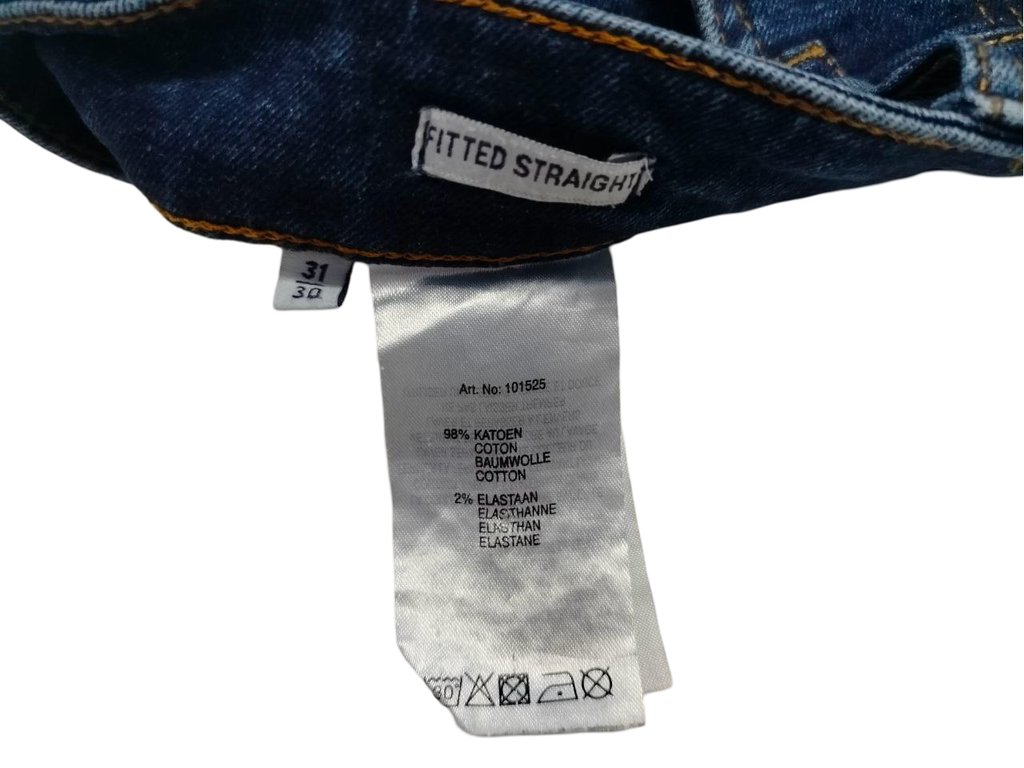 FITTED STRAIGHT
31
30
Art. No: 101525
98% KATOEN
COTON
BAUMWOLLE
COTTON
2% ELASTAAN
ELASTHANNE
ELASTHAN
ELASTANE